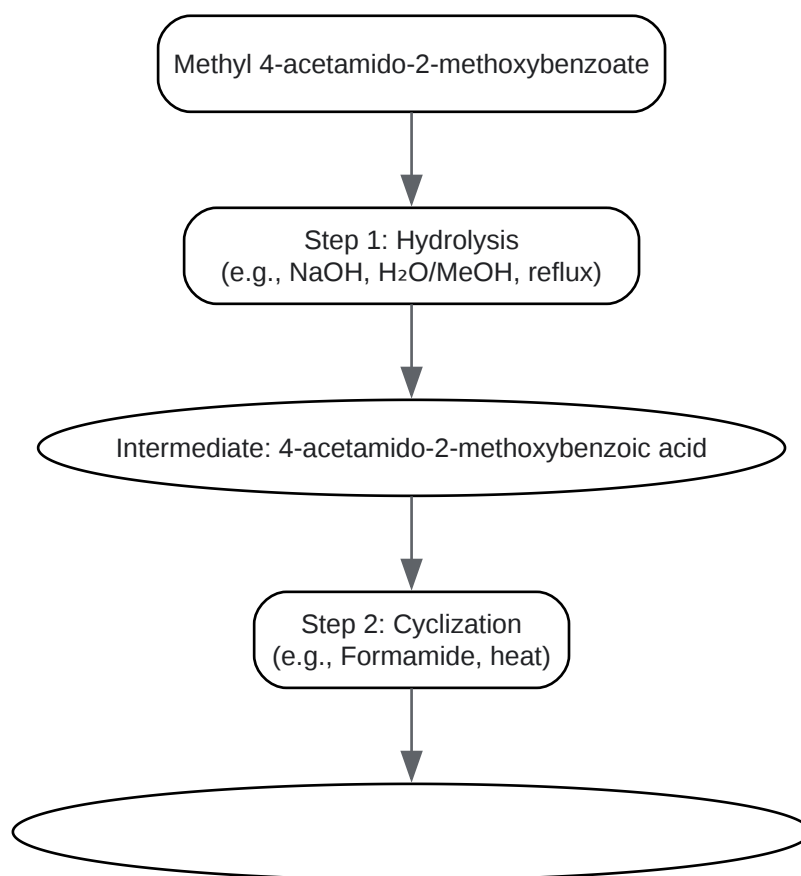 Methyl 4-acetamido-2-methoxybenzoate
Step 1: Hydrolysis
(e.g., NaOH, H₂O/MeOH, reflux)
Intermediate: 4-acetamido-2-methoxybenzoic acid
Step 2: Cyclization
(e.g., Formamide, heat)